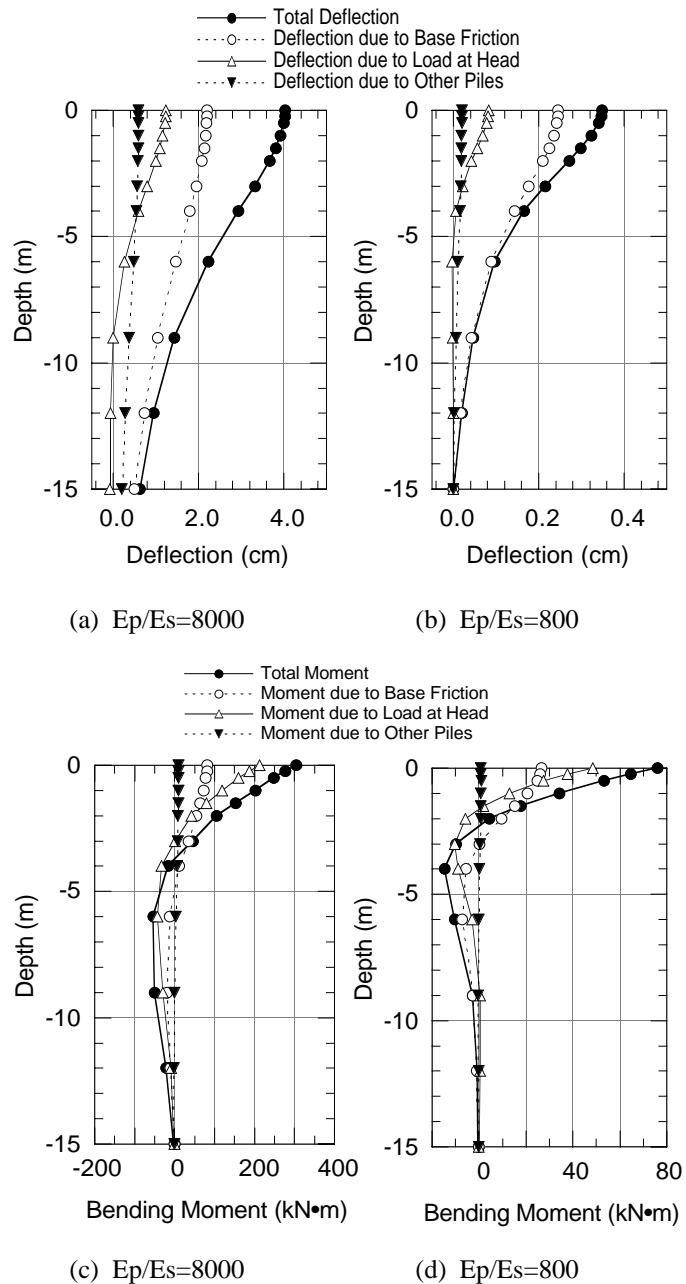 Total Deflection
Deflection due to Base Friction
Deflection due to Load at Head
Deflection due to Other Piles
0
-5
-10
-15
Depth (m)
0.0 2.0 4.0
Deflection (cm)
0
-5
-10
-15
Depth (m)
0.0 0.2 0.4
Deflection (cm)
(a) Ep/Es=8000
(b) Ep/Es=800
Total Moment
Moment due to Base Friction
Moment due to Load at Head
Moment due to Other Piles
0
-5
-10
-15
Depth (m)
-200 0 200 400
Bending Moment (kN•m)
0
-5
-10
-15
Depth (m)
0 40 80
Bending Moment (kN•m)
(c) Ep/Es=8000
(d) Ep/Es=800